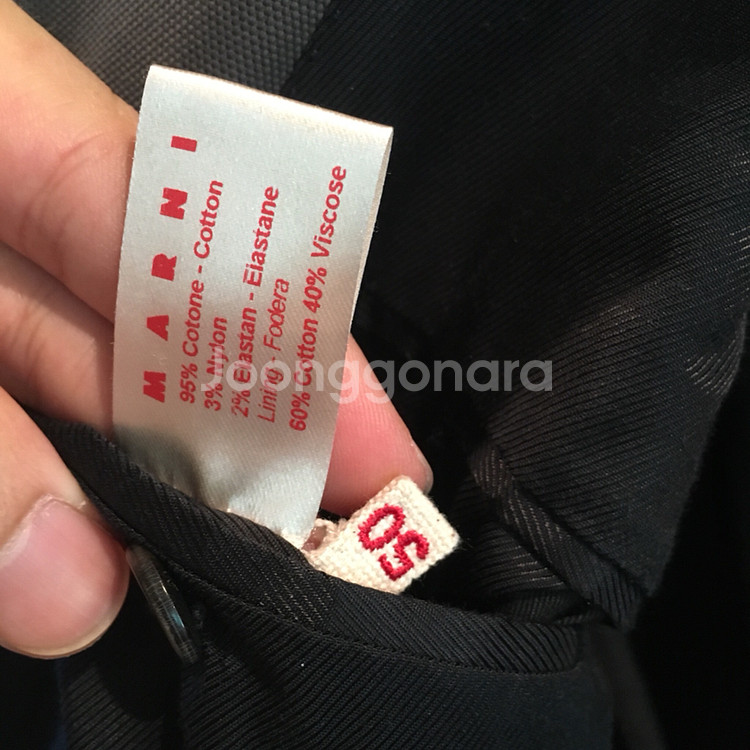 MARNI
95% Cotone - Cotton
3% Nylon
2% Elastan - Elastane
Lining - Fodera
60% Cotton 40% Viscose
50
Joonggonara